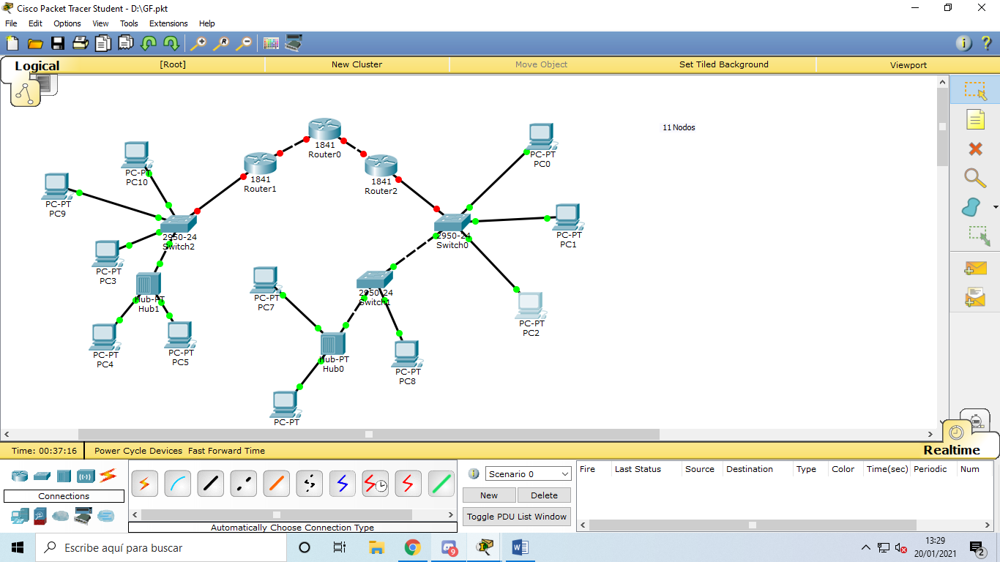 Cisco Packet Tracer Student - D:\GF.pkt
File Edit Options View Tools Extensions Help
Logical [Root] New Cluster Move Object Set Tiled Background Viewport
11 Nodos
1841
Router0
1841
Router1
1841
Router2
PC-PT
PC0
PC-PT
PC10
PC-PT
PC9
2950-24
Switch2
2950-24
Switch0
PC-PT
PC1
PC-PT
PC3
Hub-PT
Hub1
PC-PT
PC7
2950-24
Switch1
PC-PT
PC2
PC-PT
PC4
PC-PT
PC5
Hub-PT
Hub0
PC-PT
PC8
PC-PT
Time: 00:37:16 Power Cycle Devices Fast Forward Time Realtime
Connections
Automatically Choose Connection Type
Scenario 0
New Delete
Toggle PDU List Window
Fire Last Status Source Destination Type Color Time(sec) Periodic Num
Escribe aquí para buscar
9
13:29
20/01/2021
2